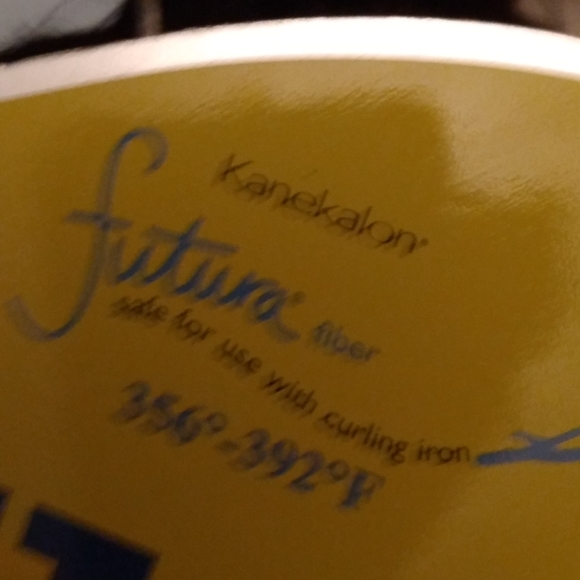 Kanekalon®
futura® fiber
safe for use with curling iron
356°-392°F